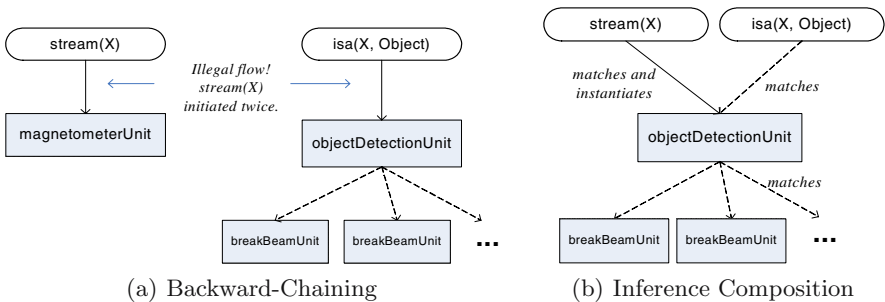 stream(X)
isa(X, Object)
Illegal flow!
stream(X)
initiated twice.
magnetometerUnit
objectDetectionUnit
breakBeamUnit
breakBeamUnit
...
(a) Backward-Chaining
stream(X)
isa(X, Object)
matches and
instantiates
matches
objectDetectionUnit
matches
breakBeamUnit
breakBeamUnit
...
(b) Inference Composition